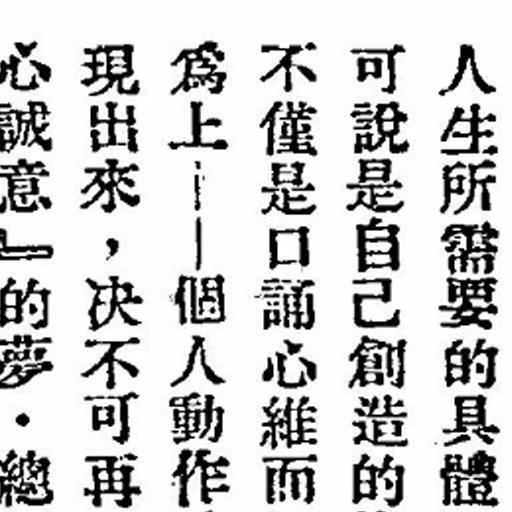 人生所需要的具體
可說是自己創造的
不僅是口誦心維而
爲上——個人動作
現出來，决不可再
心誠意』的夢·總